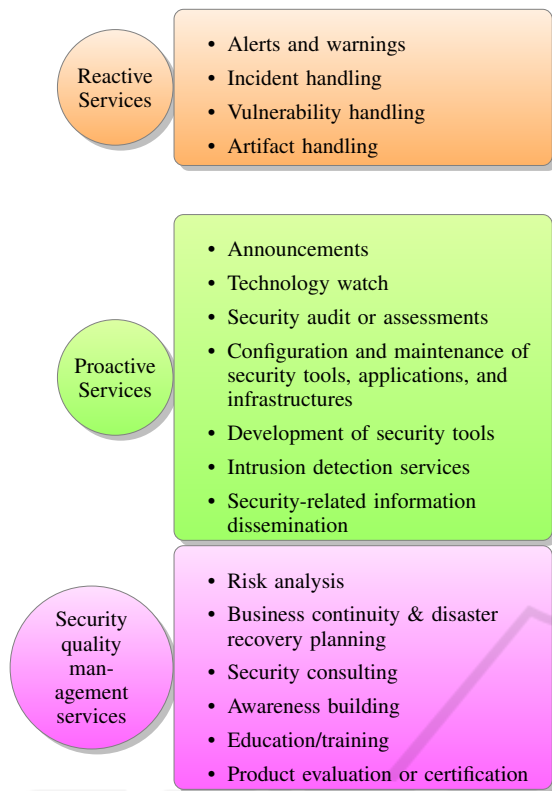 Reactive
Services
• Alerts and warnings
• Incident handling
• Vulnerability handling
• Artifact handling
Proactive
Services
• Announcements
• Technology watch
• Security audit or assessments
• Configuration and maintenance of
security tools, applications, and
infrastructures
• Development of security tools
• Intrusion detection services
• Security-related information
dissemination
Security
quality
man-
agement
services
• Risk analysis
• Business continuity & disaster
recovery planning
• Security consulting
• Awareness building
• Education/training
• Product evaluation or certification